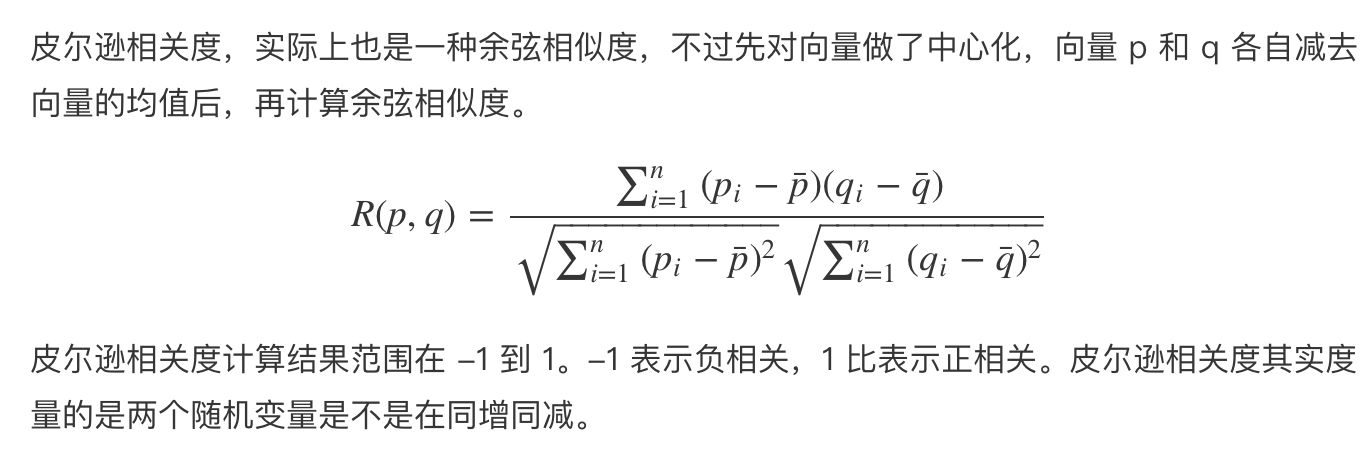 皮尔逊相关度，实际上也是一种余弦相似度，不过先对向量做了中心化，向量 p 和 q 各自减去
向量的均值后，再计算余弦相似度。
R(p, q) = \frac{\sum_{i=1}^{n} (p_i - \bar{p})(q_i - \bar{q})}{\sqrt{\sum_{i=1}^{n} (p_i - \bar{p})^2} \sqrt{\sum_{i=1}^{n} (q_i - \bar{q})^2}}
皮尔逊相关度计算结果范围在 –1 到 1。–1 表示负相关，1 比表示正相关。皮尔逊相关度其实度
量的是两个随机变量是不是在同增同减。